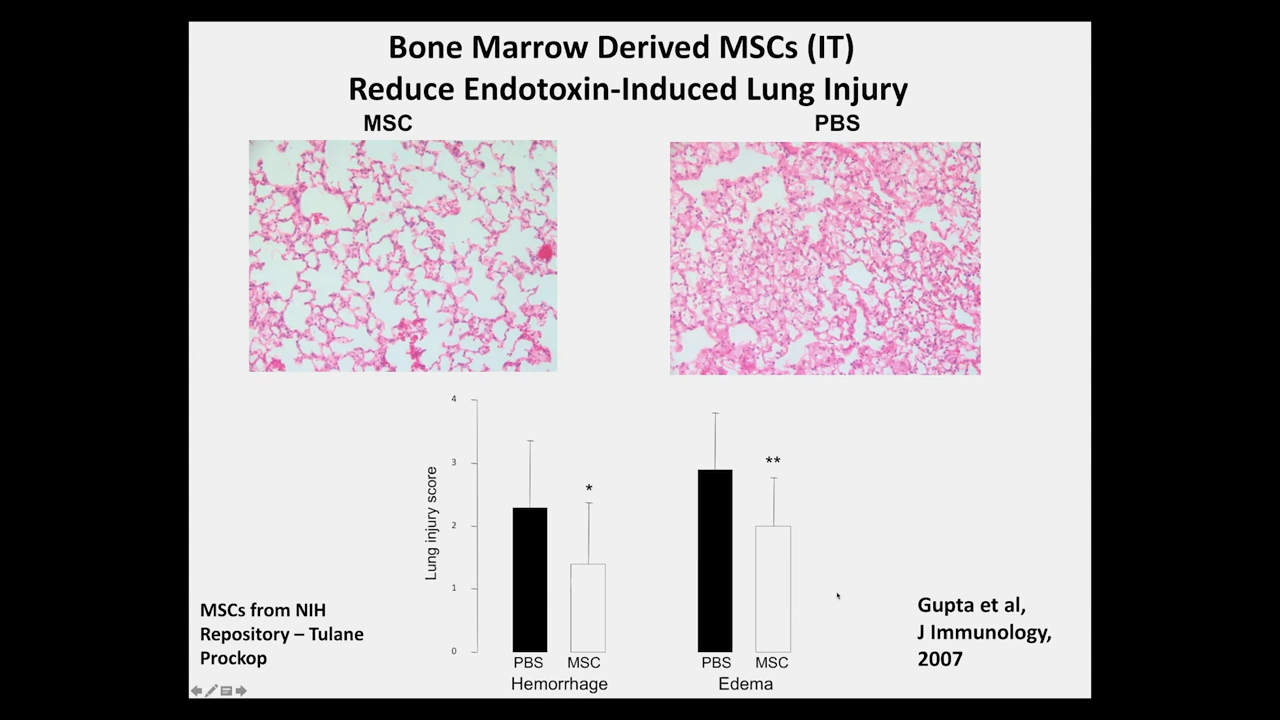 Bone Marrow Derived MSCs (IT)
Reduce Endotoxin-Induced Lung Injury
MSC
PBS
Lung injury score
4
3
2
1
0
*
**
PBS
MSC
PBS
MSC
Hemorrhage
Edema
MSCs from NIH
Repository – Tulane
Prockop
Gupta et al,
J Immunology,
2007